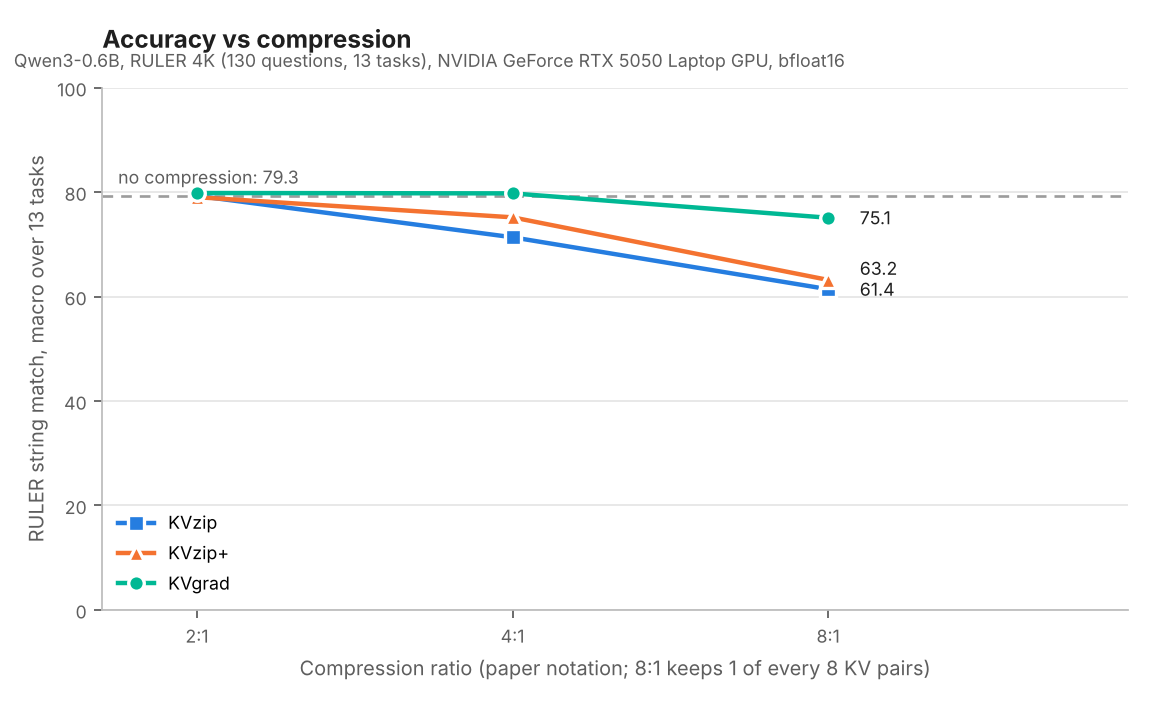 Accuracy vs compression
Qwen3-0.6B, RULER 4K (130 questions, 13 tasks), NVIDIA GeForce RTX 5050 Laptop GPU, bfloat16
RULER string match, macro over 13 tasks
100
80
60
40
20
0
no compression: 79.3
75.1
63.2
61.4
KVzip
KVzip+
KVgrad
2:1
4:1
8:1
Compression ratio (paper notation; 8:1 keeps 1 of every 8 KV pairs)